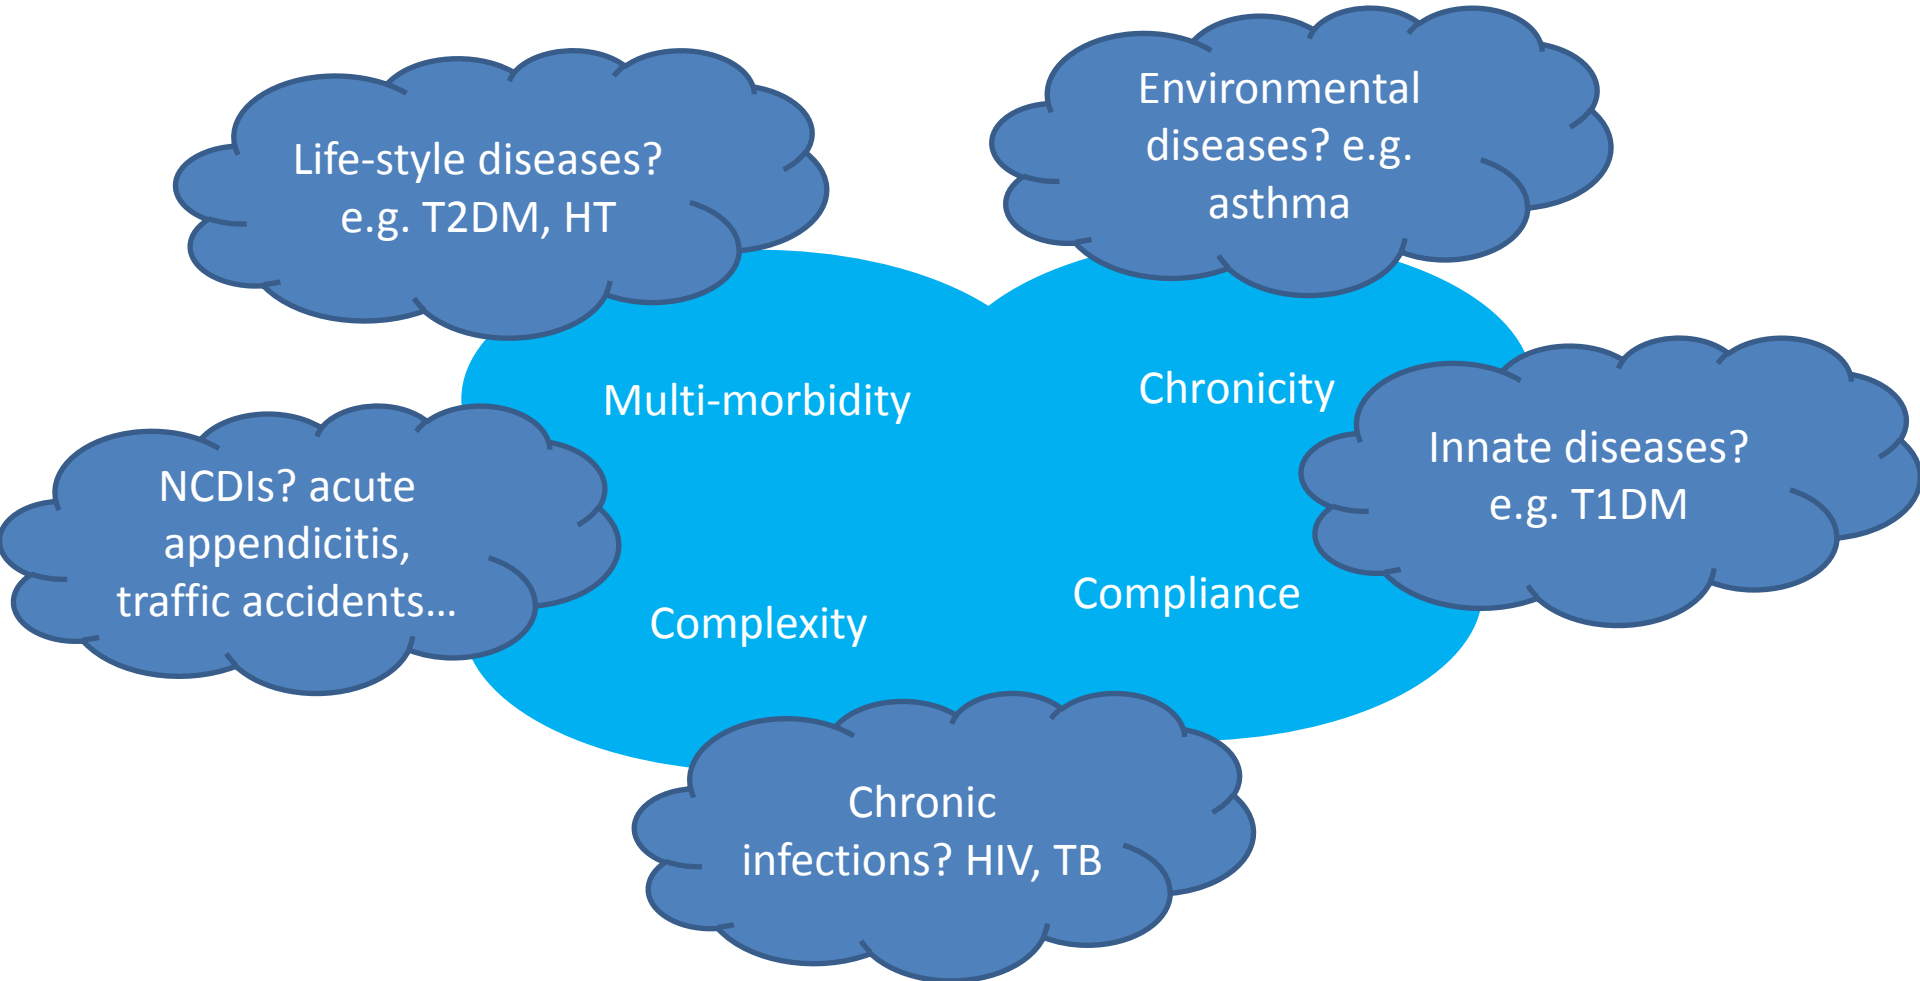 Life-style diseases?
e.g. T2DM, HT
Environmental
diseases? e.g.
asthma
Multi-morbidity
Chronicity
Innate diseases?
e.g. T1DM
NCDIs? acute
appendicitis,
traffic accidents...
Complexity
Compliance
Chronic
infections? HIV, TB